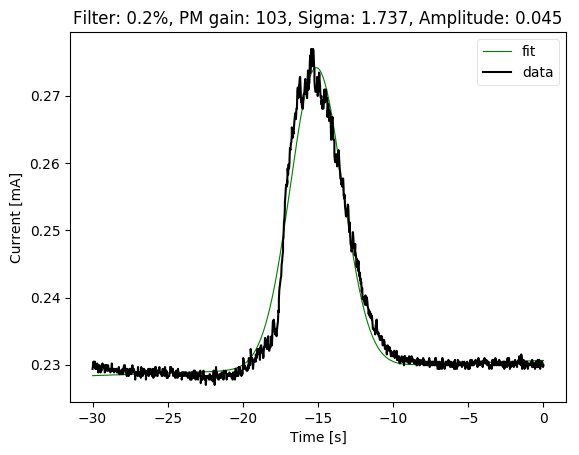 Filter: 0.2%, PM gain: 103, Sigma: 1.737, Amplitude: 0.045
fit
data
0.27
0.26
0.25
0.24
0.23
Current [mA]
−30
−25
−20
−15
−10
−5
0
Time [s]